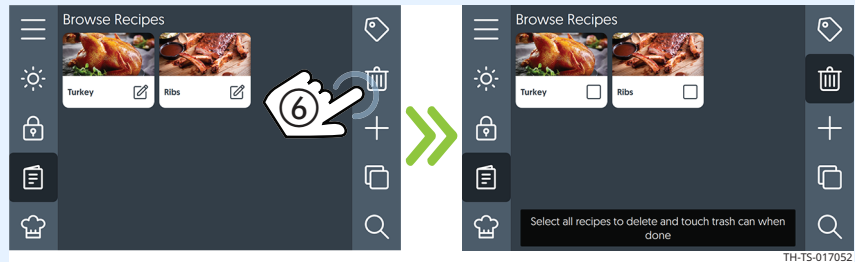 Browse Recipes
Turkey
Ribs
6
Browse Recipes
Turkey
Ribs
Select all recipes to delete and touch trash can when
done
TH-TS-017052